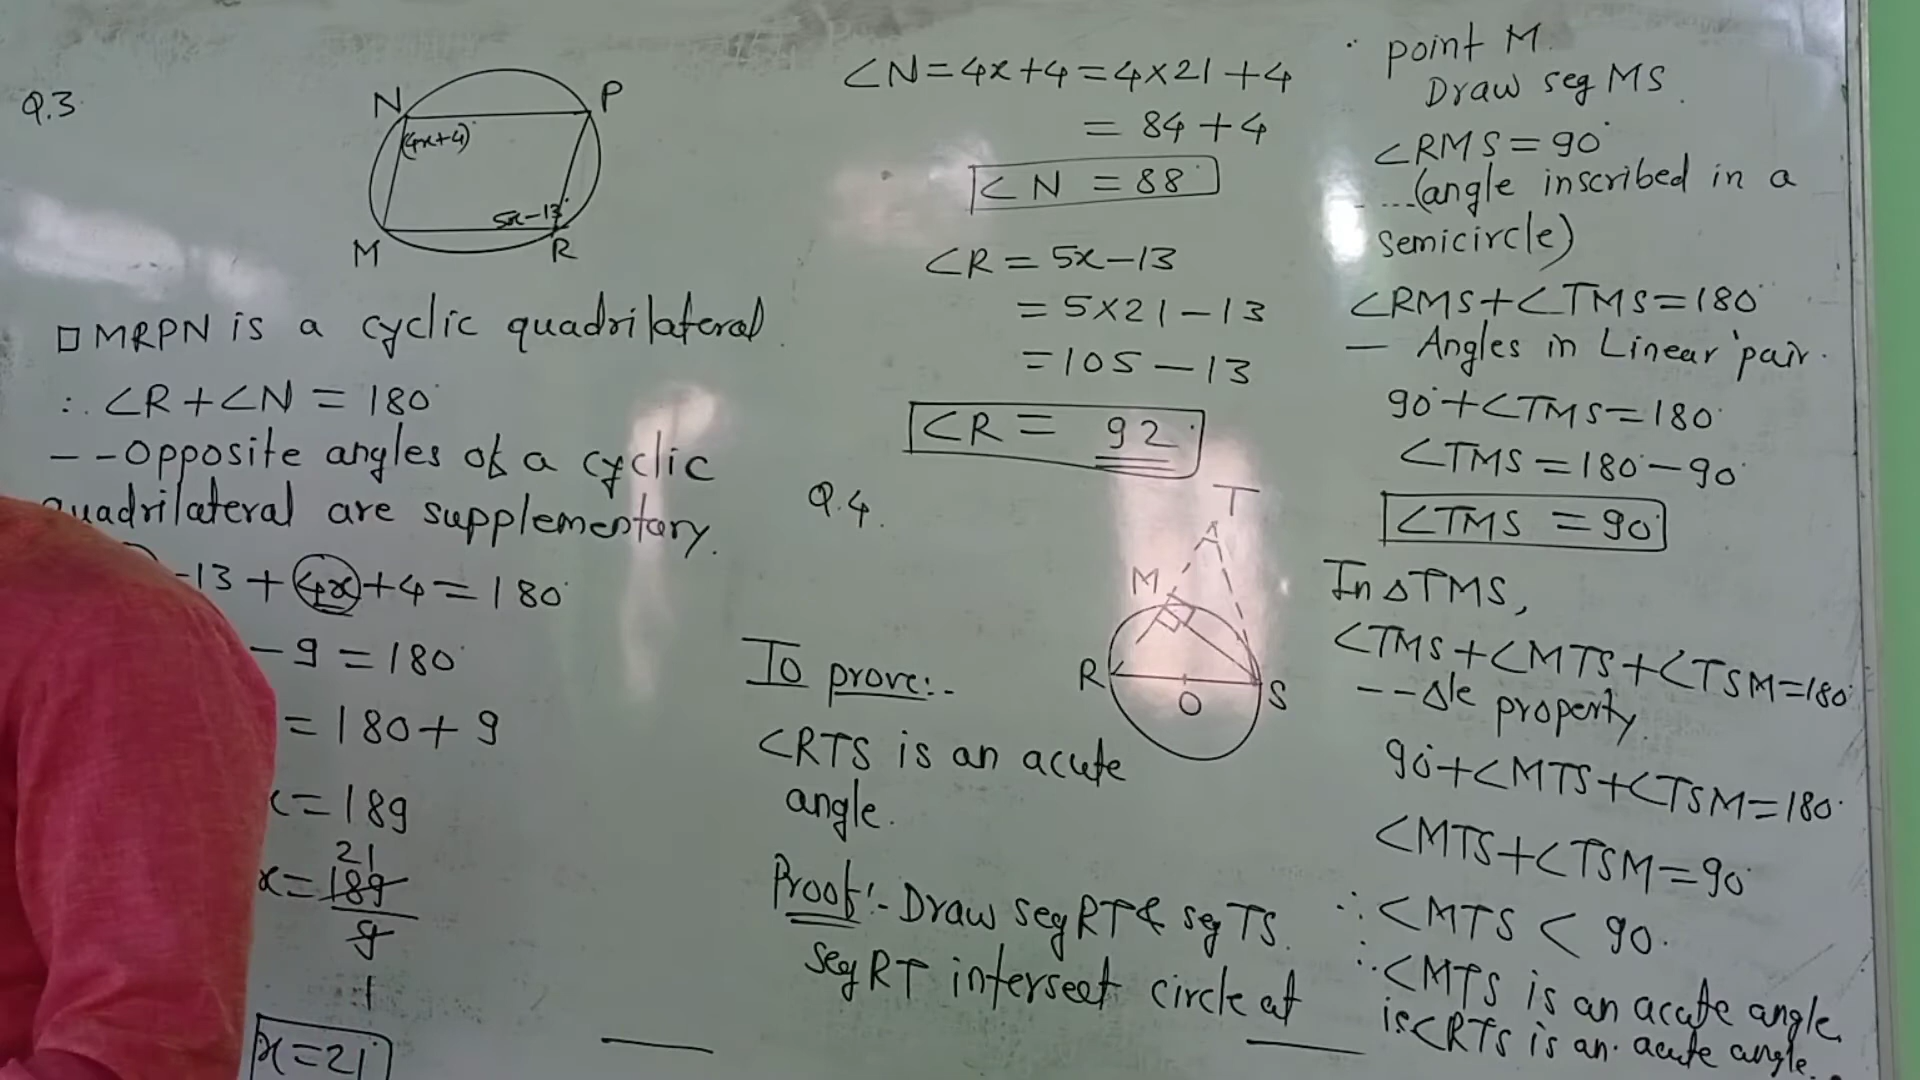 Q.3
N
P
(4x+4)°
5x-13°
M
R
□ MRPN is a cyclic quadrilateral.
∴ ∠R+∠N = 180°
--Opposite angles of a cyclic
quadrilateral are supplementary.
-13 + 4x+4=180°
-9=180°
=180+9
x=189
21
x=189
9
1
x=21°
∠N=4x+4=4×21+4
= 84+4
∠N = 88°
∠R = 5x-13
= 5×21-13
=105-13
∠R = 92°
Q.4.
T
M
R
O
S
To prove:-
∠RTS is an acute
angle.
Proof:- Draw seg RT & seg TS.
seg RT intersect circle at
point M.
Draw seg MS.
∠RMS=90°
....(angle inscribed in a
semicircle)
∠RMS+∠TMS=180°
- Angles in Linear pair.
90°+∠TMS=180°
∠TMS=180°-90°
∠TMS =90°
In △TMS,
∠TMS+∠MTS+∠TSM=180°
--△le property.
90°+∠MTS+∠TSM=180°
∠MTS+∠TSM=90°
∴ ∠MTS < 90°
∴ ∠MTS is an acute angle.
ie∠RTS is an acute angle.